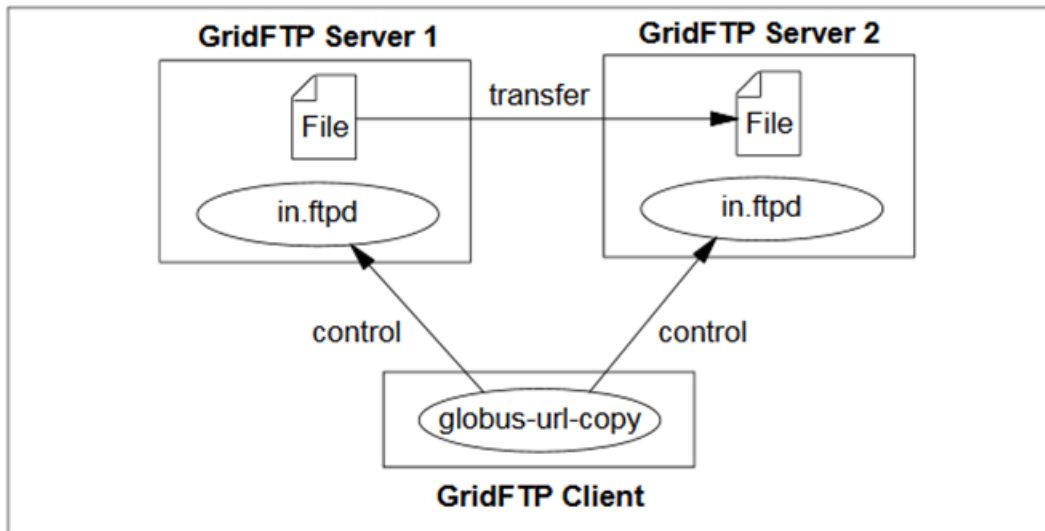 GridFTP Server 1
GridFTP Server 2
File
transfer
File
in.ftpd
in.ftpd
control
control
globus-url-copy
GridFTP Client